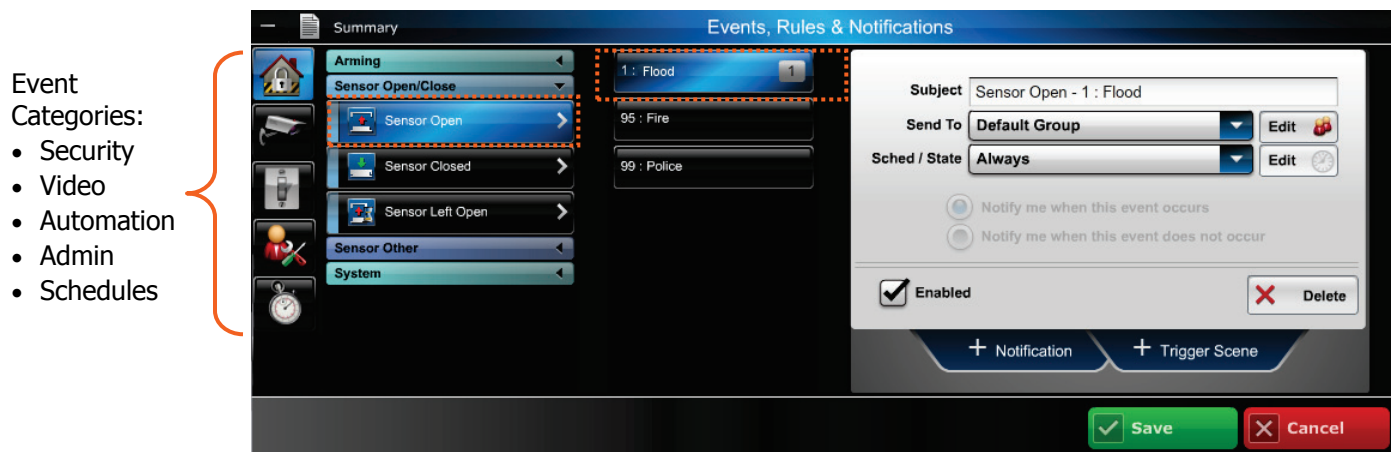 Event
Categories:
• Security
• Video
• Automation
• Admin
• Schedules
Summary
Events, Rules & Notifications
Arming
Sensor Open/Close
Sensor Open
Sensor Closed
Sensor Left Open
Sensor Other
System
1 : Flood
1
95 : Fire
99 : Police
Subject Sensor Open - 1 : Flood
Send To Default Group Edit
Sched / State Always Edit
Notify me when this event occurs
Notify me when this event does not occur
Enabled
Delete
+ Notification
+ Trigger Scene
Save
Cancel